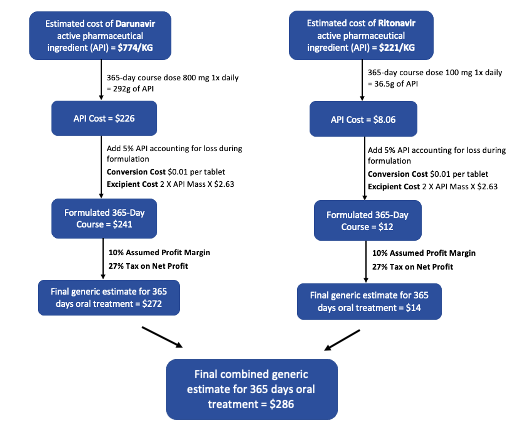 Estimated cost of Darunavir
active pharmaceutical
ingredient (API) = $774/KG
365-day course dose 800 mg 1x daily
= 292g of API
API Cost = $226
Add 5% API accounting for loss during
formulation
Conversion Cost $0.01 per tablet
Excipient Cost 2 X API Mass X $2.63
Formulated 365-Day
Course = $241
10% Assumed Profit Margin
27% Tax on Net Profit
Final generic estimate for 365
days oral treatment = $272
Estimated cost of Ritonavir
active pharmaceutical
ingredient (API) = $221/KG
365-day course dose 100 mg 1x daily
= 36.5g of API
API Cost = $8.06
Add 5% API accounting for loss during
formulation
Conversion Cost $0.01 per tablet
Excipient Cost 2 X API Mass X $2.63
Formulated 365-Day
Course = $12
10% Assumed Profit Margin
27% Tax on Net Profit
Final generic estimate for 365
days oral treatment = $14
Final combined generic
estimate for 365 days oral
treatment = $286